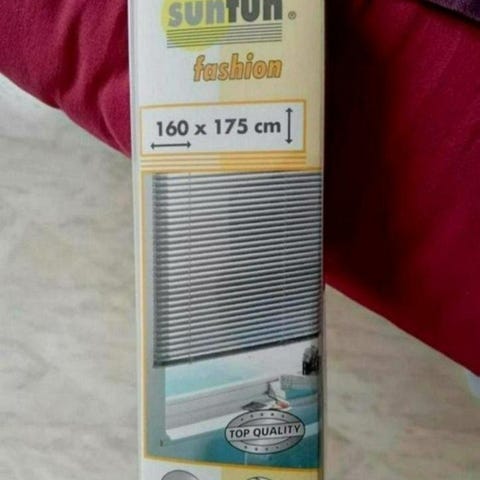 sunfun ®
fashion
160 x 175 cm
TOP QUALITY